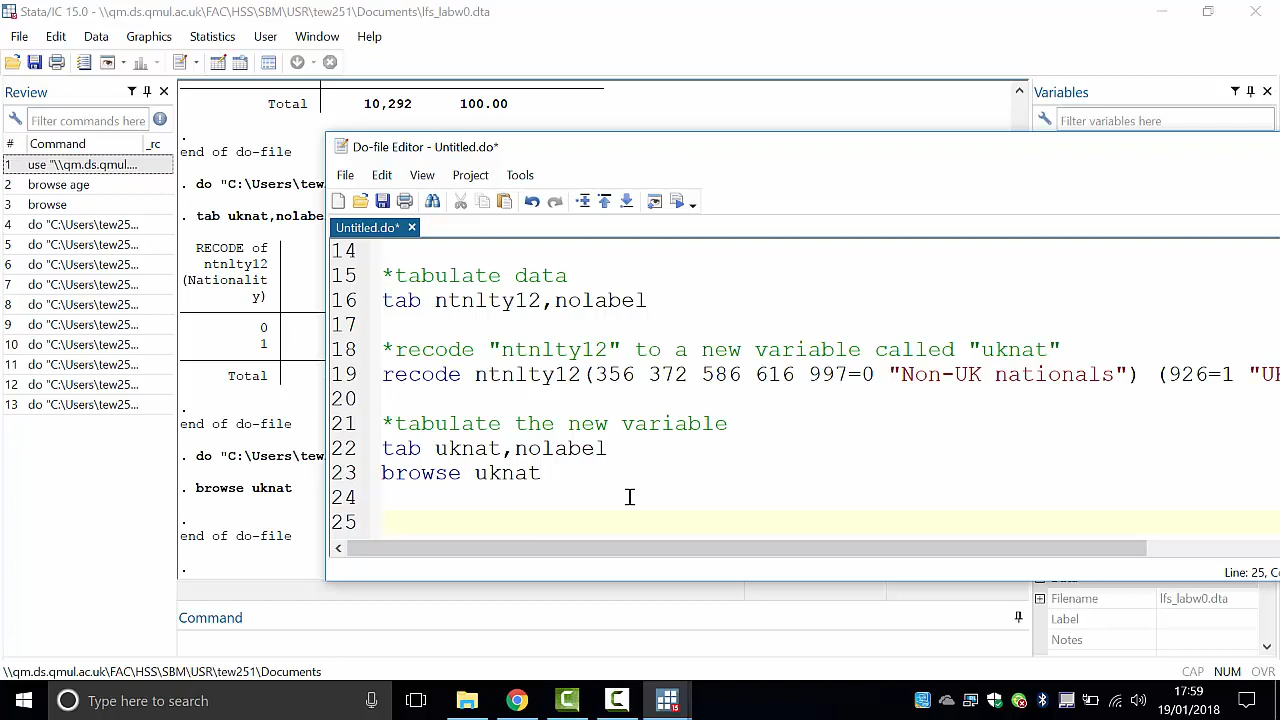 Stata/IC 15.0 - \\qm.ds.qmul.ac.uk\FAC\HSS\SBM\USR\tew251\Documents\lfs_labw0.dta
File Edit Data Graphics Statistics User Window Help
Review
Filter commands here
# Command _rc
1 use "\\qm.ds.qmul....
2 browse age
3 browse
4 do "C:\Users\tew25...
5 do "C:\Users\tew25...
6 do "C:\Users\tew25...
7 do "C:\Users\tew25...
8 do "C:\Users\tew25...
9 do "C:\Users\tew25...
10 do "C:\Users\tew25...
11 do "C:\Users\tew25...
12 do "C:\Users\tew25...
13 do "C:\Users\tew25...
Total 10,292 100.00
.
end of do-file
. do "C:\Users\tew
. tab uknat,nolabe
RECODE of
ntnlty12
(Nationalit
y)
0
1
Total
.
end of do-file
. do "C:\Users\tew
. browse uknat
.
end of do-file
.
Command
Variables
Filter variables here
Do-file Editor - Untitled.do*
File Edit View Project Tools
Untitled.do*
14
15 *tabulate data
16 tab ntnlty12,nolabel
17
18 *recode "ntnlty12" to a new variable called "uknat"
19 recode ntnlty12(356 372 586 616 997=0 "Non-UK nationals") (926=1 "U
20
21 *tabulate the new variable
22 tab uknat,nolabel
23 browse uknat
24
25
Line: 25, C
Filename lfs_labw0.dta
Label
Notes
\\qm.ds.qmul.ac.uk\FAC\HSS\SBM\USR\tew251\Documents
CAP NUM OVR
Type here to search
17:59
19/01/2018